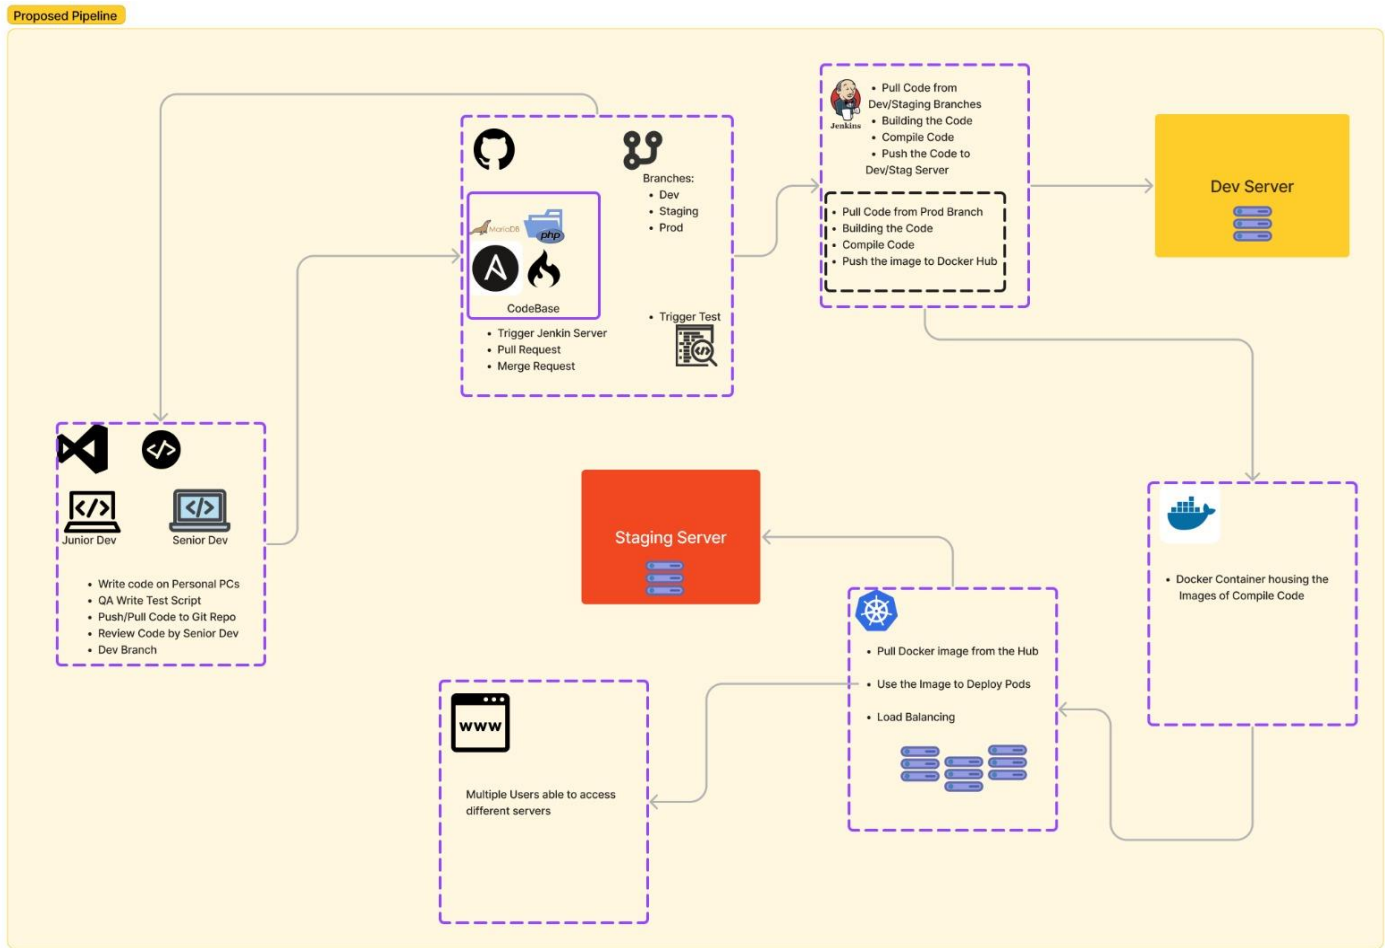 Proposed Pipeline
Branches:
• Dev
• Staging
• Prod
MariaDB
php
CodeBase
• Trigger Jenkin Server
• Pull Request
• Merge Request
• Trigger Test
Jenkins
• Pull Code from
Dev/Staging Branches
• Building the Code
• Compile Code
• Push the Code to
Dev/Stag Server
• Pull Code from Prod Branch
• Building the Code
• Compile Code
• Push the image to Docker Hub
Dev Server
Junior Dev
Senior Dev
• Write code on Personal PCs
• QA Write Test Script
• Push/Pull Code to Git Repo
• Review Code by Senior Dev
• Dev Branch
Staging Server
• Docker Container housing the
Images of Compile Code
• Pull Docker image from the Hub
• Use the Image to Deploy Pods
• Load Balancing
www
Multiple Users able to access
different servers